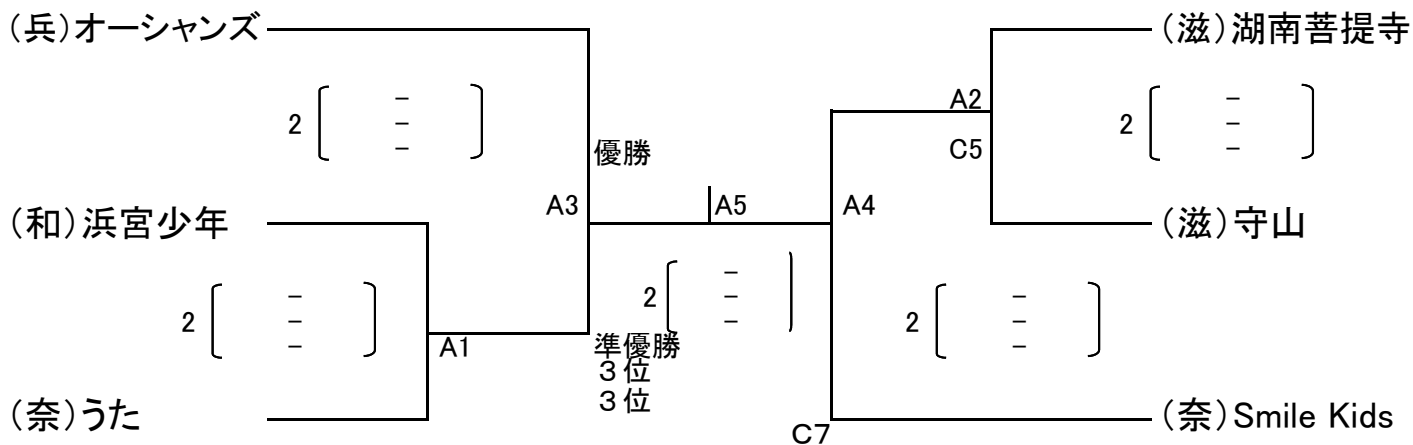 (兵)オーシャンズ
(滋)湖南菩提寺
A2
2 - - -
2 - - -
優勝
C5
A3
A5
A4
(和)浜宮少年
(滋)守山
2 - - -
2 - - -
2 - - -
A1
準優勝
3位
3位
(奈)うた
(奈)Smile Kids
C7